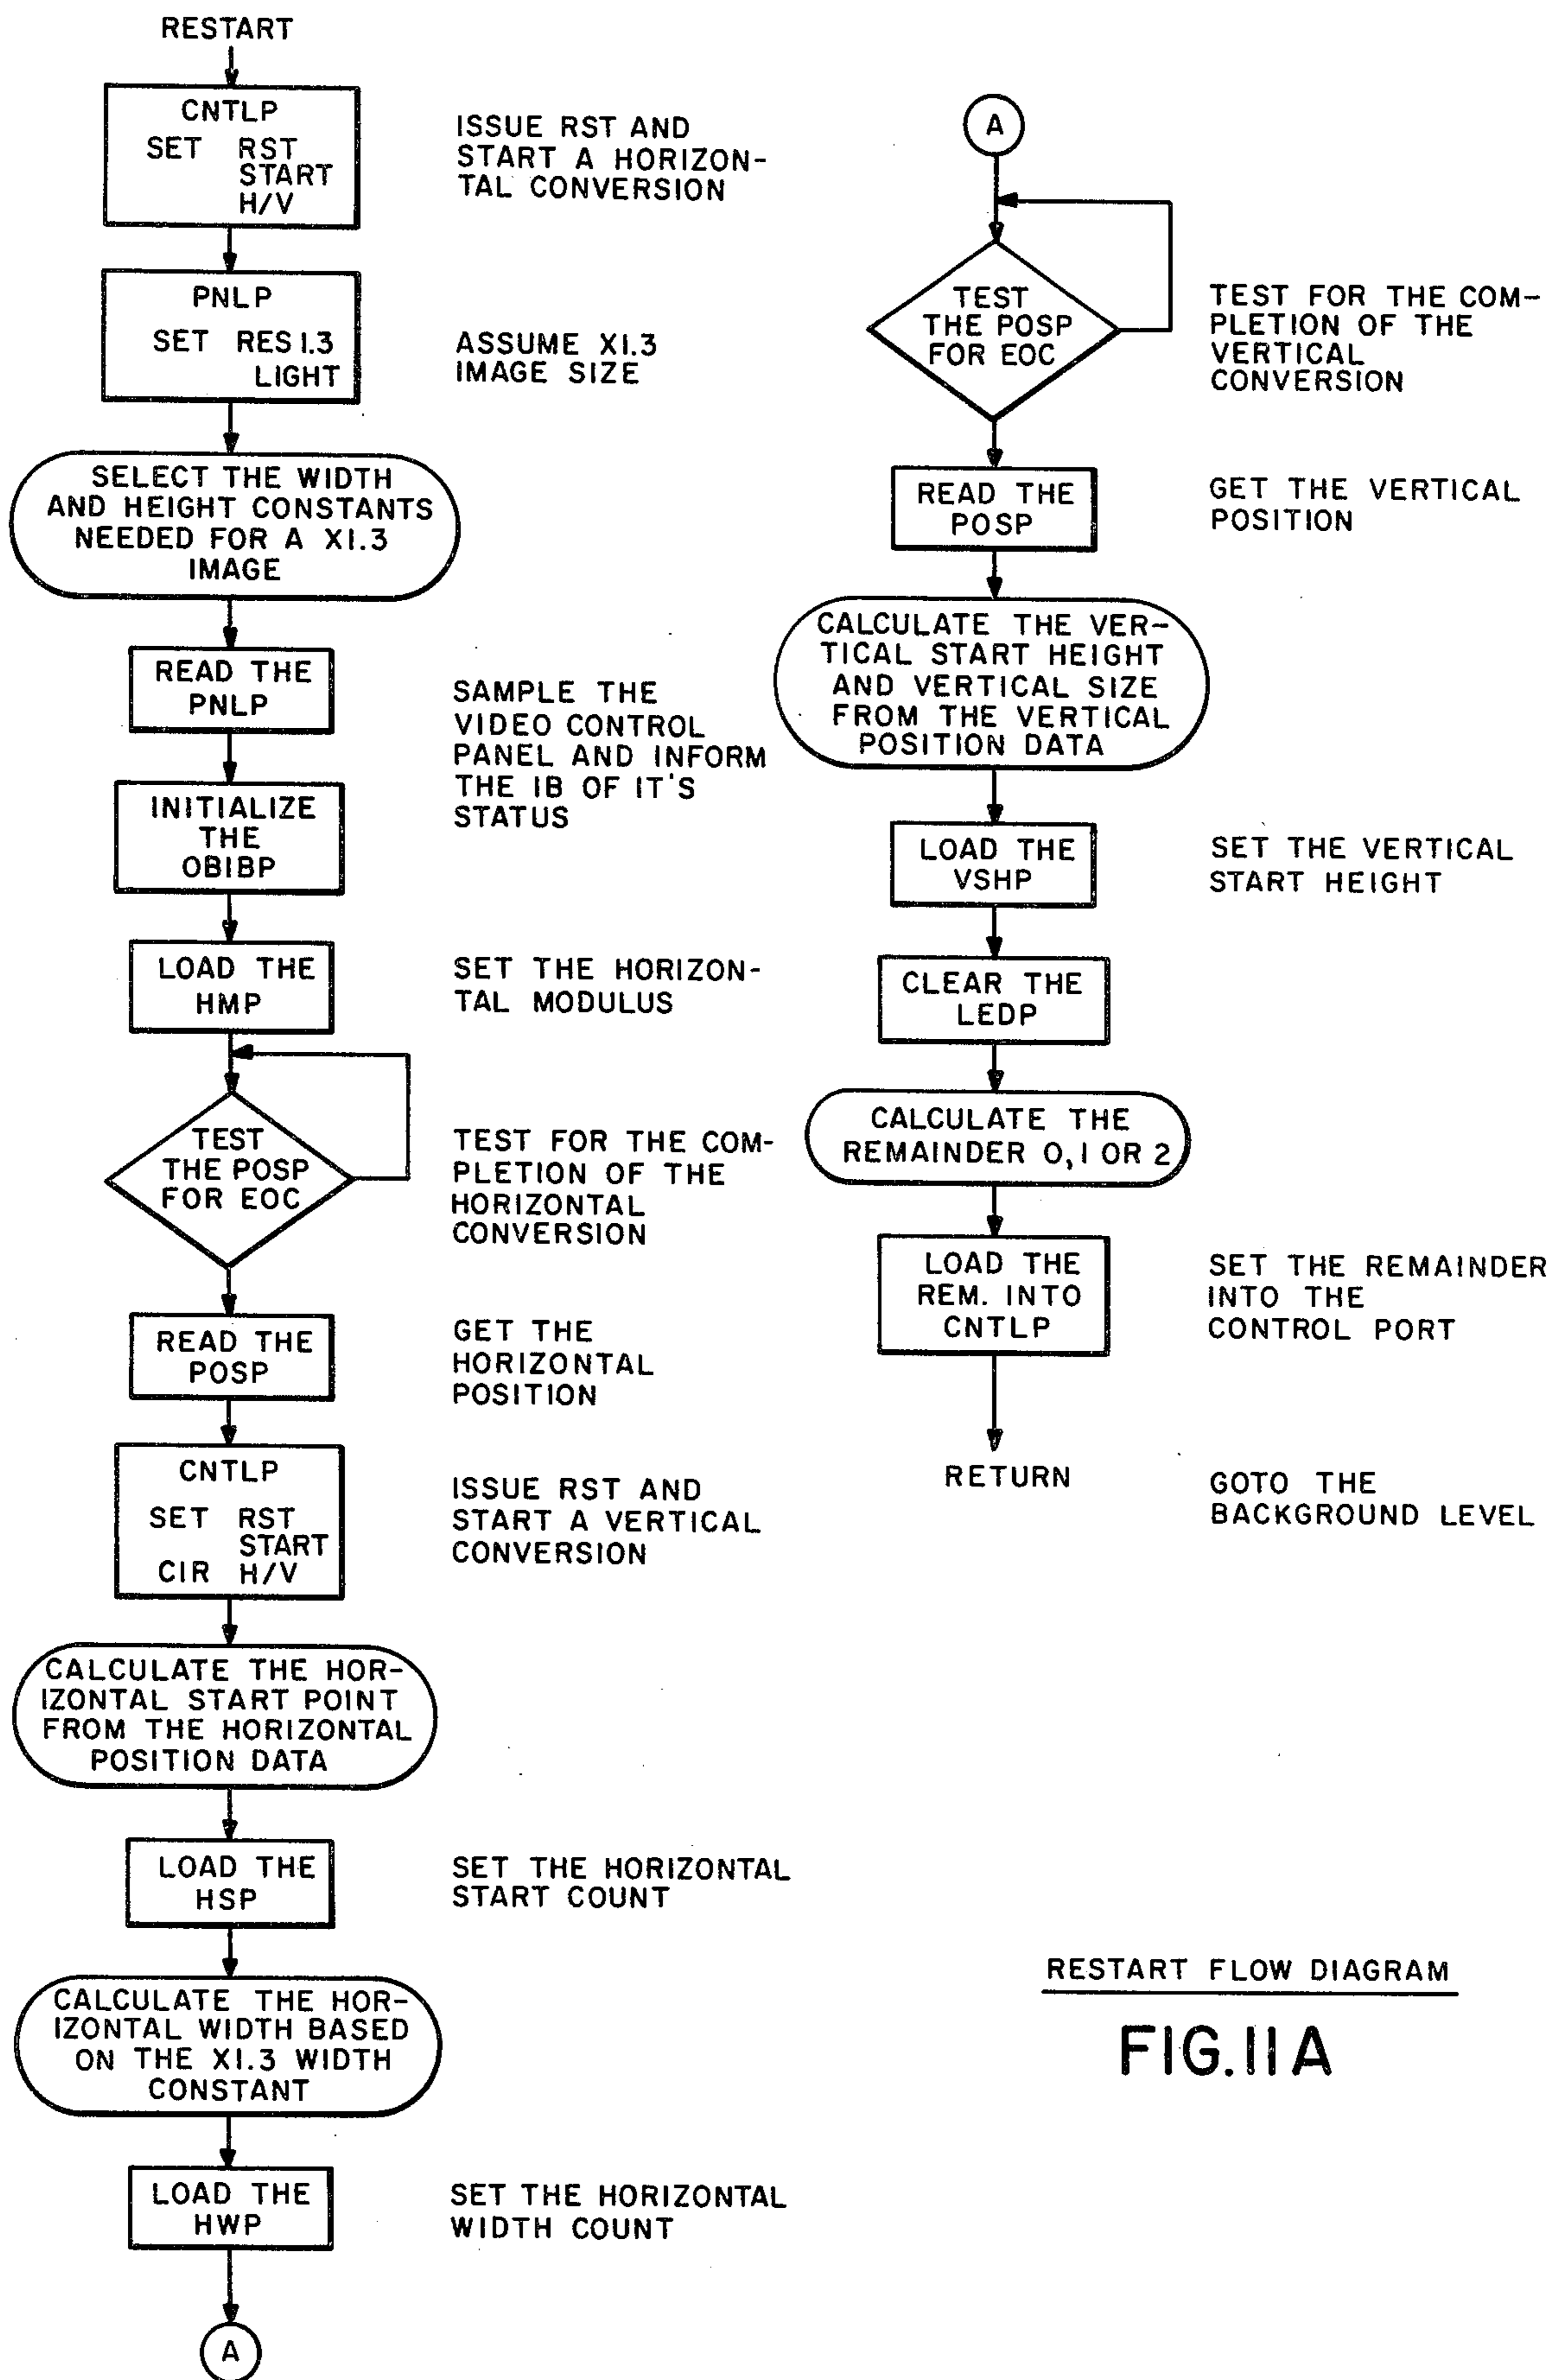 RESTART
CNTLP
SET RST
START
H/V
ISSUE RST AND
START A HORIZON-
TAL CONVERSION
PNLP
SET RES 1.3
LIGHT
ASSUME X1.3
IMAGE SIZE
SELECT THE WIDTH
AND HEIGHT CONSTANTS
NEEDED FOR A X1.3
IMAGE
READ THE
PNLP
SAMPLE THE
VIDEO CONTROL
PANEL AND INFORM
THE IB OF IT'S
STATUS
INITIALIZE
THE
OBIBP
LOAD THE
HMP
SET THE HORIZON-
TAL MODULUS
TEST
THE POSP
FOR EOC
TEST FOR THE COM-
PLETION OF THE
HORIZONTAL
CONVERSION
READ THE
POSP
GET THE
HORIZONTAL
POSITION
CNTLP
SET RST
START
CIR H/V
ISSUE RST AND
START A VERTICAL
CONVERSION
CALCULATE THE HOR-
IZONTAL START POINT
FROM THE HORIZONTAL
POSITION DATA
LOAD THE
HSP
SET THE HORIZONTAL
START COUNT
CALCULATE THE HOR-
IZONTAL WIDTH BASED
ON THE X1.3 WIDTH
CONSTANT
LOAD THE
HWP
SET THE HORIZONTAL
WIDTH COUNT
A
A
TEST
THE POSP
FOR EOC
TEST FOR THE COM-
PLETION OF THE
VERTICAL
CONVERSION
READ THE
POSP
GET THE VERTICAL
POSITION
CALCULATE THE VER-
TICAL START HEIGHT
AND VERTICAL SIZE
FROM THE VERTICAL
POSITION DATA
LOAD THE
VSHP
SET THE VERTICAL
START HEIGHT
CLEAR THE
LEDP
CALCULATE THE
REMAINDER 0,1 OR 2
LOAD THE
REM. INTO
CNTLP
SET THE REMAINDER
INTO THE
CONTROL PORT
RETURN
GOTO THE
BACKGROUND LEVEL
RESTART FLOW DIAGRAM
FIG.11A